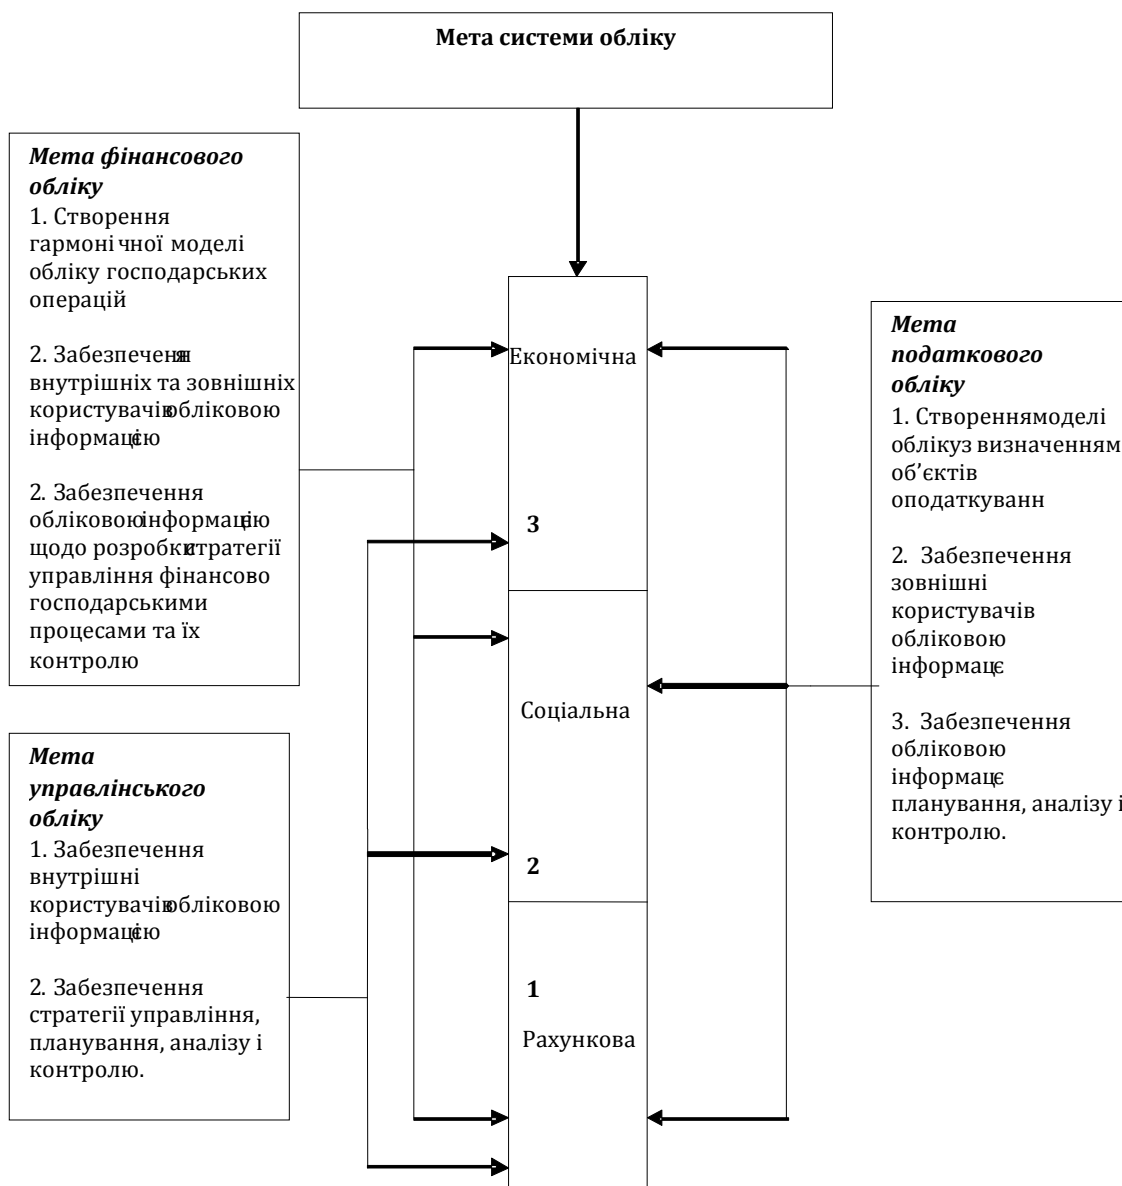 Мета системи обліку
Мета фінансового
обліку
1. Створення
гармонічної моделі
обліку господарських
операцій
2. Забезпечення
внутрішніх та зовнішніх
користувачів обліковою
інформацією
2. Забезпечення
обліковою інформацією
щодо розробки стратегії
управління фінансово
господарськими
процесами та їх
контролю
Мета
управлінського
обліку
1. Забезпечення
внутрішні
користувачів обліковою
інформацією
2. Забезпечення
стратегії управління,
планування, аналізу і
контролю.
Економічна
3
Соціальна
2
1
Рахункова
Мета
податкового
обліку
1. Створеннямоделі
облікуз визначенням
об’єктів
оподаткуванн
2. Забезпечення
зовнішні
користувачів
обліковою
інформацє
3. Забезпечення
обліковою
інформацє
планування, аналізу і
контролю.